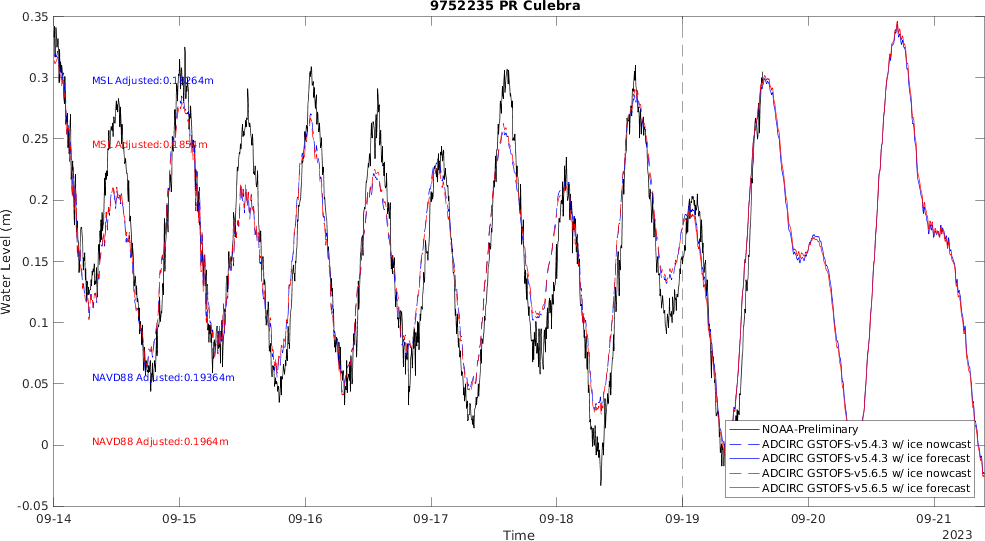 9752235 PR Culebra
0.35
0.3
0.25
0.2
0.15
0.1
0.05
0
-0.05
Water Level (m)
MSL Adjusted:
MSL Adjusted:
NAVD88 Adjusted:0.19364m
NAVD88 Adjusted:0.1964m
NOAA-Preliminary
ADCIRC GSTOFS-v5.4.3 w/ ice nowcast
ADCIRC GSTOFS-v5.4.3 w/ ice forecast
ADCIRC GSTOFS-v5.6.5 w/ ice nowcast
ADCIRC GSTOFS-v5.6.5 w/ ice forecast
09-14 09-15 09-16 09-17 09-18 09-19 09-20 09-21
Time
2023